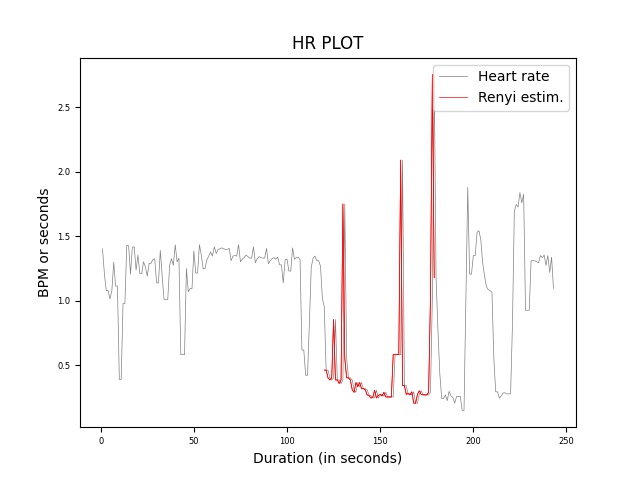 HR PLOT
Heart rate
Renyi estim.
BPM or seconds
2.5
2.0
1.5
1.0
0.5
0 50 100 150 200 250
Duration (in seconds)